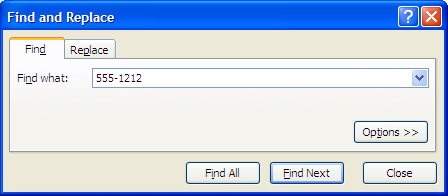 Find and Replace
Find Replace
Find what: 555-1212
Options >>
Find All Find Next Close